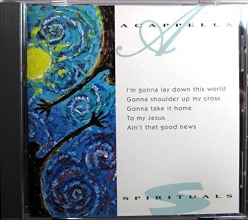 A
ACAPPELLA
I'm gonna lay down this world
Gonna shoulder up my cross
Gonna take it home
To my Jesus
Ain't that good news
S
SPIRITUALS